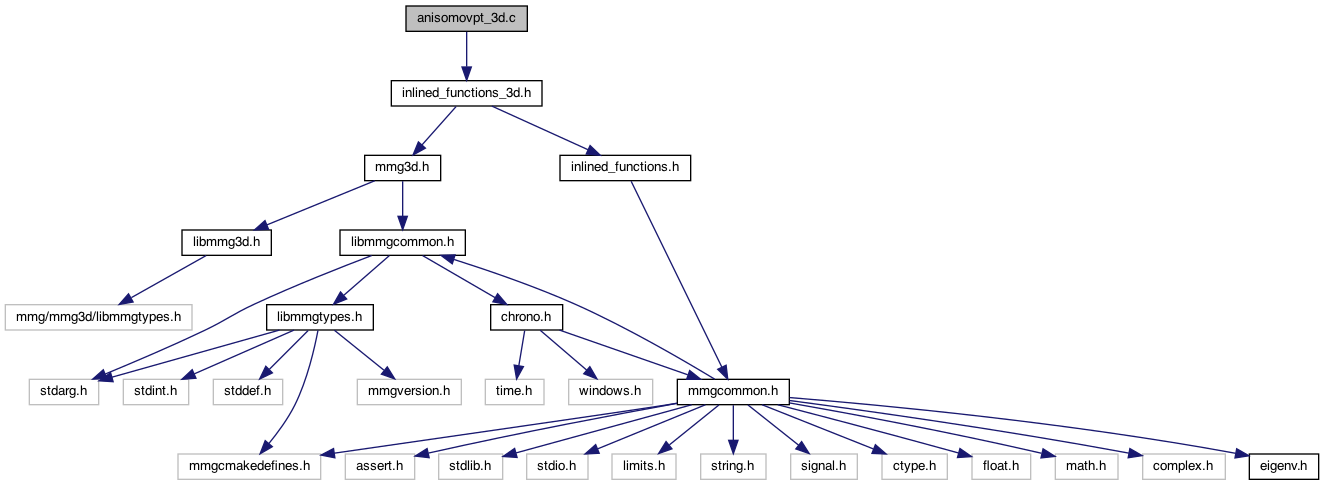 anisomovpt_3d.c
inlined_functions_3d.h
mmg3d.h
inlined_functions.h
libmmg3d.h
libmmgcommon.h
mmg/mmg3d/libmmgtypes.h
libmmgtypes.h
chrono.h
stdarg.h
stdint.h
stddef.h
mmgversion.h
time.h
windows.h
mmgcommon.h
mmgcmakedefines.h
assert.h
stdlib.h
stdio.h
limits.h
string.h
signal.h
ctype.h
float.h
math.h
complex.h
eigenv.h